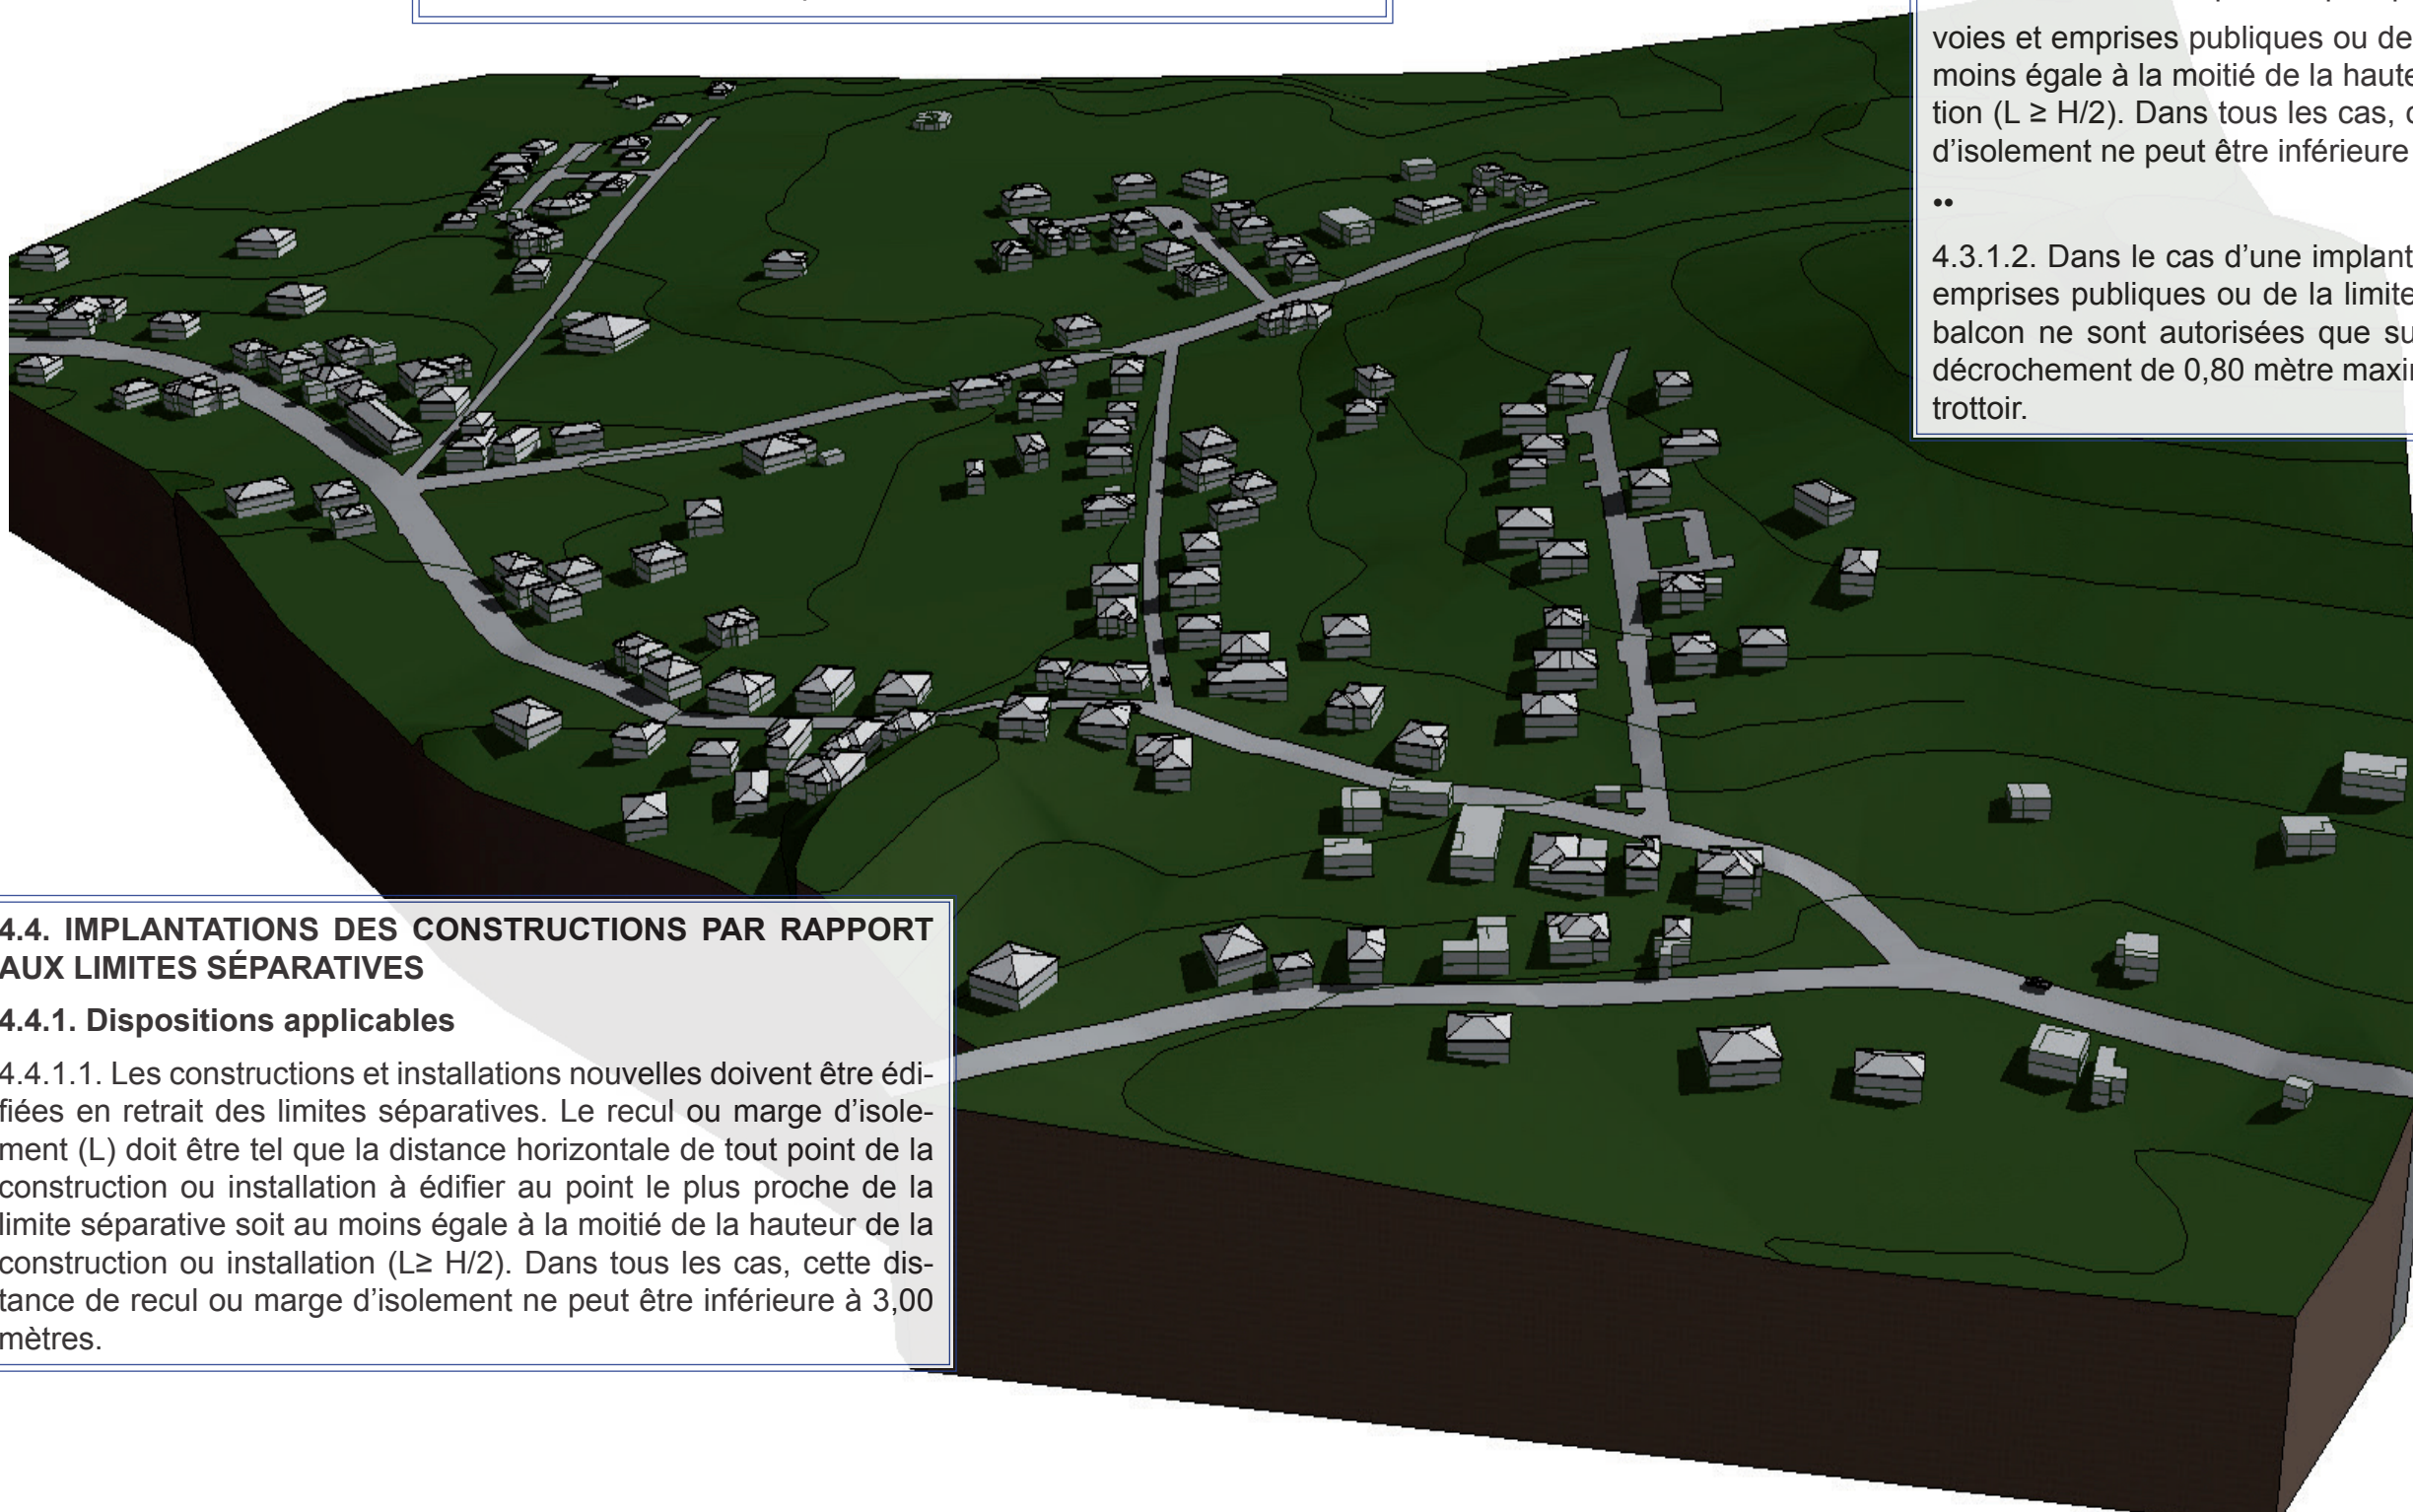 voies et emprises publiques ou de
moins égale à la moitié de la haute
tion (L ≥ H/2). Dans tous les cas,
d’isolement ne peut être inférieure
••
4.3.1.2. Dans le cas d’une implant
emprises publiques ou de la limite
balcon ne sont autorisées que su
décrochement de 0,80 mètre maxi
trottoir.
4.4. IMPLANTATIONS DES CONSTRUCTIONS PAR RAPPORT
AUX LIMITES SÉPARATIVES
4.4.1. Dispositions applicables
4.4.1.1. Les constructions et installations nouvelles doivent être édi-
fiées en retrait des limites séparatives. Le recul ou marge d’isole-
ment (L) doit être tel que la distance horizontale de tout point de la
construction ou installation à édifier au point le plus proche de la
limite séparative soit au moins égale à la moitié de la hauteur de la
construction ou installation (L≥ H/2). Dans tous les cas, cette dis-
tance de recul ou marge d’isolement ne peut être inférieure à 3,00
mètres.